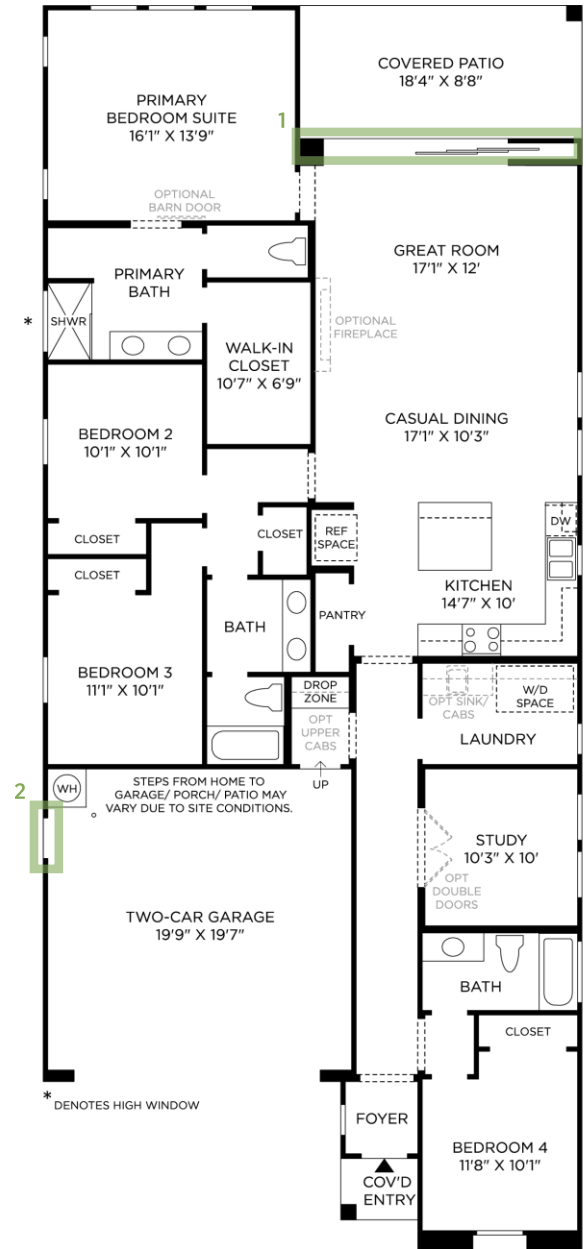 COVERED PATIO
18'4" X 8'8"
PRIMARY
BEDROOM SUITE
16'1" X 13'9"
1
OPTIONAL
BARN DOOR
GREAT ROOM
17'1" X 12'
PRIMARY
BATH
*
SHWR
OPTIONAL
FIREPLACE
WALK-IN
CLOSET
10'7" X 6'9"
CASUAL DINING
17'1" X 10'3"
BEDROOM 2
10'1" X 10'1"
CLOSET
CLOSET
REF
SPACE
DW
CLOSET
KITCHEN
14'7" X 10'
PANTRY
BATH
BEDROOM 3
11'1" X 10'1"
DROP
ZONE
OPT
UPPER
CABS
UP
OPT SINK/
CABS
W/D
SPACE
LAUNDRY
2
WH
STEPS FROM HOME TO
GARAGE/ PORCH/ PATIO MAY
VARY DUE TO SITE CONDITIONS.
STUDY
10'3" X 10'
OPT
DOUBLE
DOORS
TWO-CAR GARAGE
19'9" X 19'7"
BATH
CLOSET
* DENOTES HIGH WINDOW
FOYER
BEDROOM 4
11'8" X 10'1"
COV'D
ENTRY